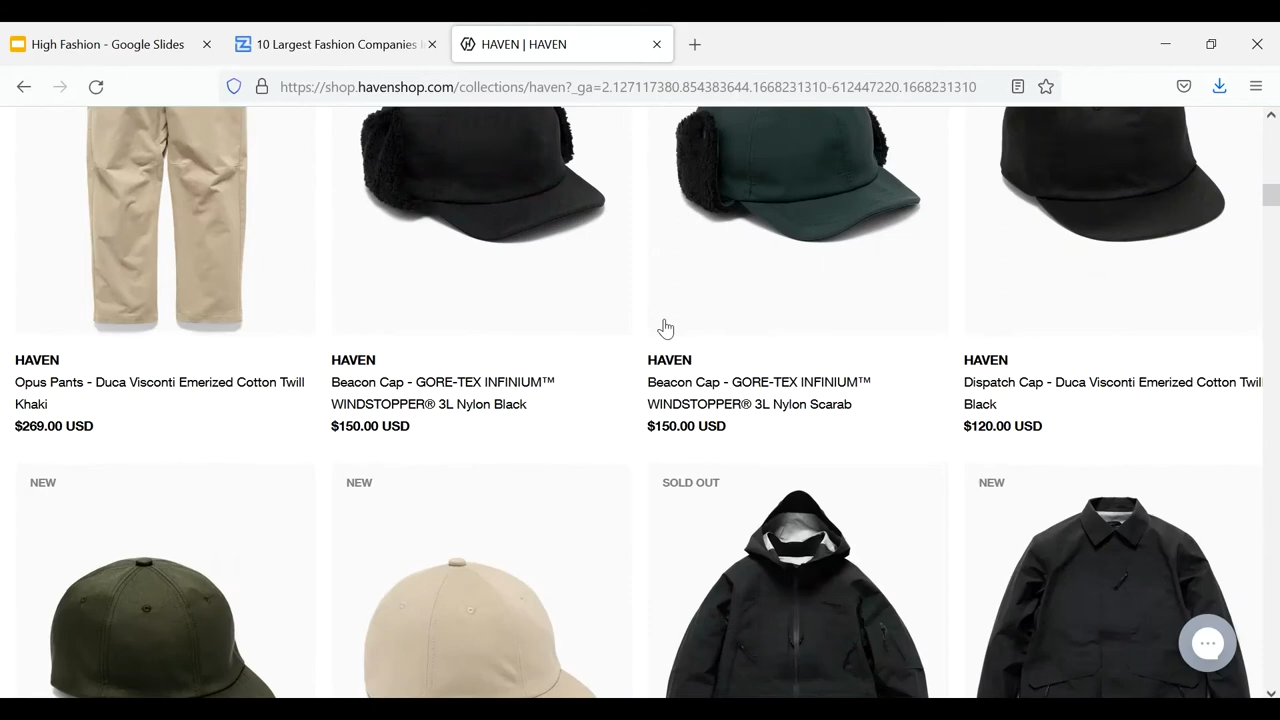 High Fashion - Google Slides
10 Largest Fashion Companies
HAVEN | HAVEN
https://shop.havenshop.com/collections/haven?_ga=2.127117380.854383644.1668231310-612447220.1668231310
HAVEN
Opus Pants - Duca Visconti Emerized Cotton Twill
Khaki
$269.00 USD
HAVEN
Beacon Cap - GORE-TEX INFINIUM™
WINDSTOPPER® 3L Nylon Black
$150.00 USD
HAVEN
Beacon Cap - GORE-TEX INFINIUM™
WINDSTOPPER® 3L Nylon Scarab
$150.00 USD
HAVEN
Dispatch Cap - Duca Visconti Emerized Cotton Twill
Black
$120.00 USD
NEW
NEW
SOLD OUT
NEW